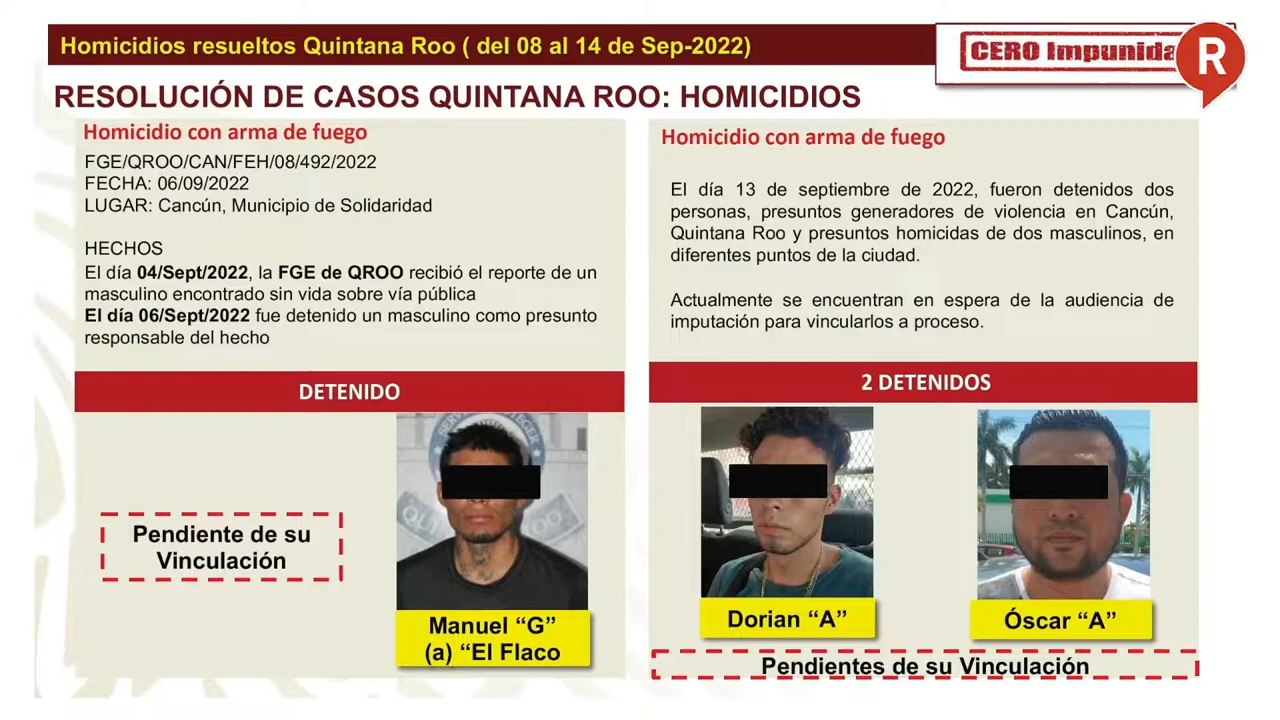 Homicidios resueltos Quintana Roo ( del 08 al 14 de Sep-2022)
CERO Impunida
R
RESOLUCIÓN DE CASOS QUINTANA ROO: HOMICIDIOS
Homicidio con arma de fuego
FGE/QROO/CAN/FEH/08/492/2022
FECHA: 06/09/2022
LUGAR: Cancún, Municipio de Solidaridad
HECHOS
El día 04/Sept/2022, la FGE de QROO recibió el reporte de un
masculino encontrado sin vida sobre vía pública
El día 06/Sept/2022 fue detenido un masculino como presunto
responsable del hecho
DETENIDO
Pendiente de su
Vinculación
Manuel “G”
(a) “El Flaco
Homicidio con arma de fuego
El día 13 de septiembre de 2022, fueron detenidos dos
personas, presuntos generadores de violencia en Cancún,
Quintana Roo y presuntos homicidas de dos masculinos, en
diferentes puntos de la ciudad.
Actualmente se encuentran en espera de la audiencia de
imputación para vincularlos a proceso.
2 DETENIDOS
Dorian “A”
Óscar “A”
Pendientes de su Vinculación